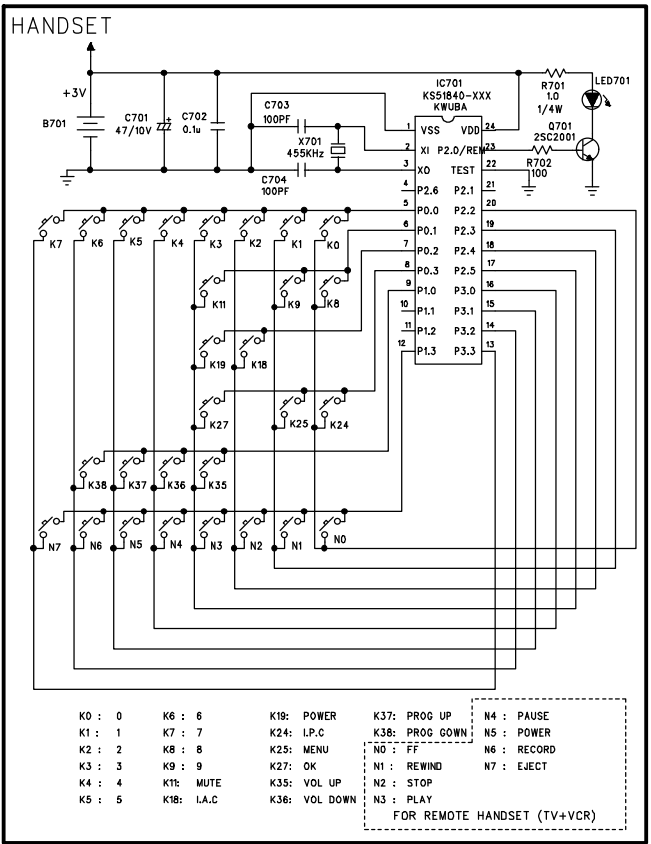 HANDSET
+3V
B701
C701
47/10V
C702
0.1u
C703
100PF
X701
455KHz
C704
100PF
IC701
KS51840-XXX
KWUBA
R701
1.0
1/4W
LED701
Q701
2SC2001
R702
100
1 VSS VDD 24
2 XI P2.0/REM 23
3 XO TEST 22
4 P2.6 P2.1 21
5 P0.0 P2.2 20
6 P0.1 P2.3 19
7 P0.2 P2.4 18
8 P0.3 P2.5 17
9 P1.0 P3.0 16
10 P1.1 P3.1 15
11 P1.2 P3.2 14
12 P1.3 P3.3 13
K7 K6 K5 K4 K3 K2 K1 K0
K11 K9 K8
K19 K18
K27 K25 K24
K38 K37 K36 K35
N7 N6 N5 N4 N3 N2 N1 N0
K0 : 0 K6 : 6 K19: POWER K37: PROG UP N4 : PAUSE
K1 : 1 K7 : 7 K24: I.P.C K38: PROG GOWN N5 : POWER
K2 : 2 K8 : 8 K25: MENU N0 : FF N6 : RECORD
K3 : 3 K9 : 9 K27: OK N1 : REWIND N7 : EJECT
K4 : 4 K11: MUTE K35: VOL UP N2 : STOP
K5 : 5 K18: I.A.C K36: VOL DOWN N3 : PLAY
FOR REMOTE HANDSET (TV+VCR)